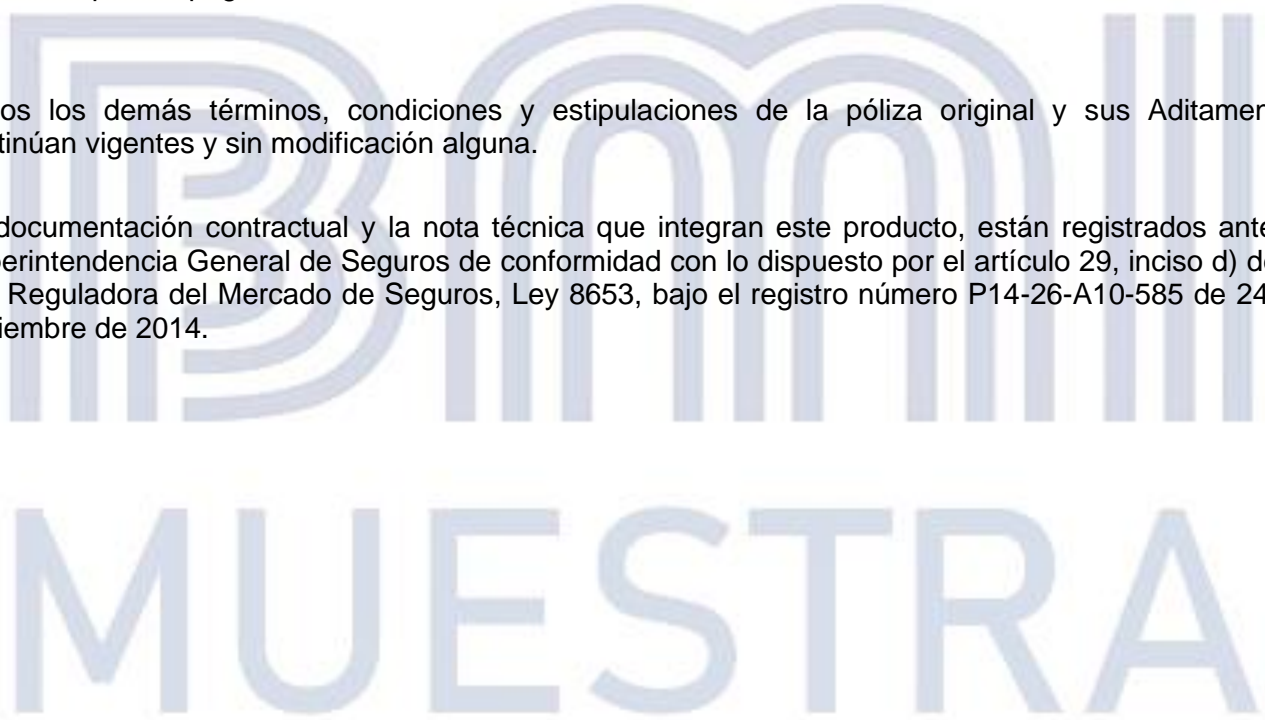 os los demás términos, condiciones y estipulaciones de la póliza original y sus Aditamen
tinúan vigentes y sin modificación alguna.
documentación contractual y la nota técnica que integran este producto, están registrados ante
perintendencia General de Seguros de conformidad con lo dispuesto por el artículo 29, inciso d) de
Reguladora del Mercado de Seguros, Ley 8653, bajo el registro número P14-26-A10-585 de 24
iembre de 2014.
BMI
MUESTRA